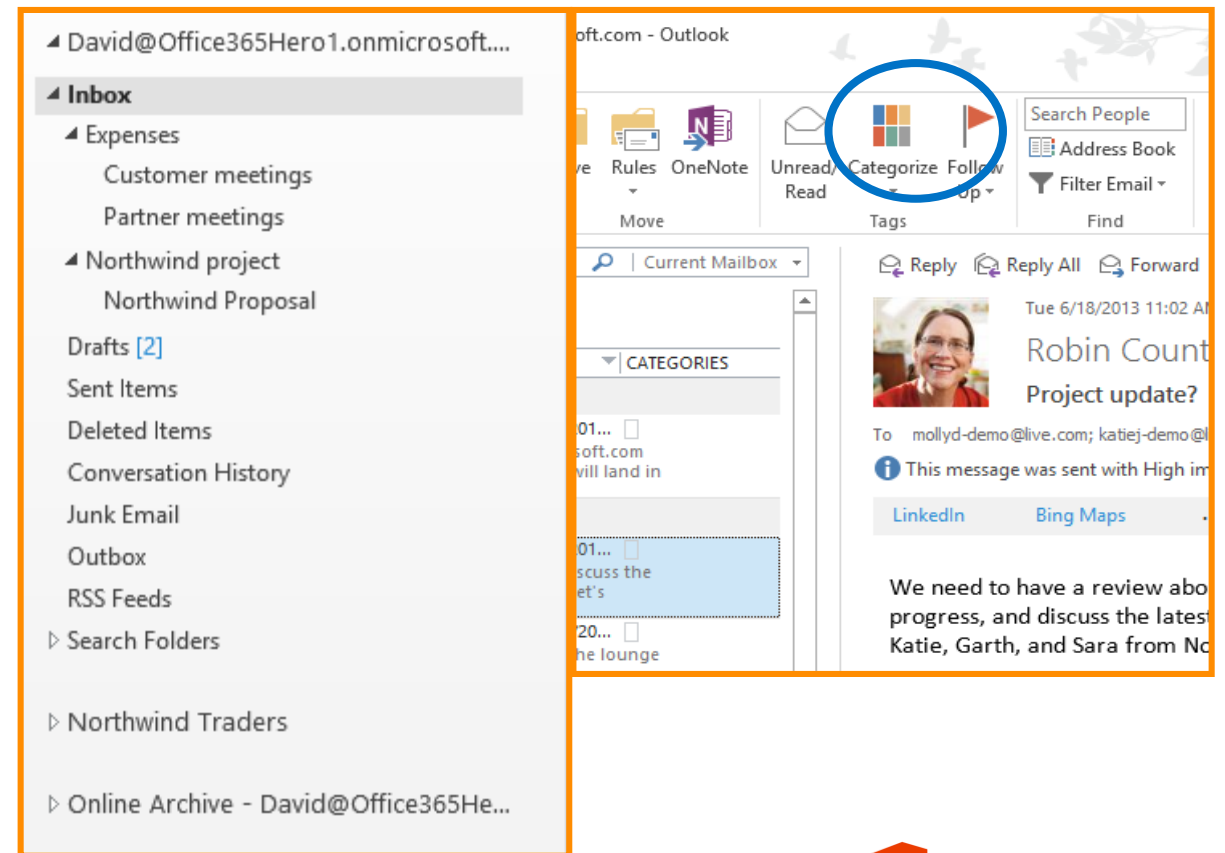 David@Office365Hero1.onmicrosoft....
Inbox
Expenses
Customer meetings
Partner meetings
Northwind project
Northwind Proposal
Drafts [2]
Sent Items
Deleted Items
Conversation History
Junk Email
Outbox
RSS Feeds
Search Folders
Northwind Traders
Online Archive - David@Office365He...
oft.com - Outlook
ve Rules OneNote
Move
Unread/ Read
Categorize
Follow Up
Tags
Search People
Address Book
Filter Email
Find
Current Mailbox
CATEGORIES
01...
soft.com
will land in
01...
scuss the
et's
/20...
he lounge
Reply Reply All Forward
Tue 6/18/2013 11:02 AM
Robin Count
Project update?
To mollyd-demo@live.com; katiej-demo@l
This message was sent with High im
LinkedIn Bing Maps
We need to have a review abo
progress, and discuss the latest
Katie, Garth, and Sara from No